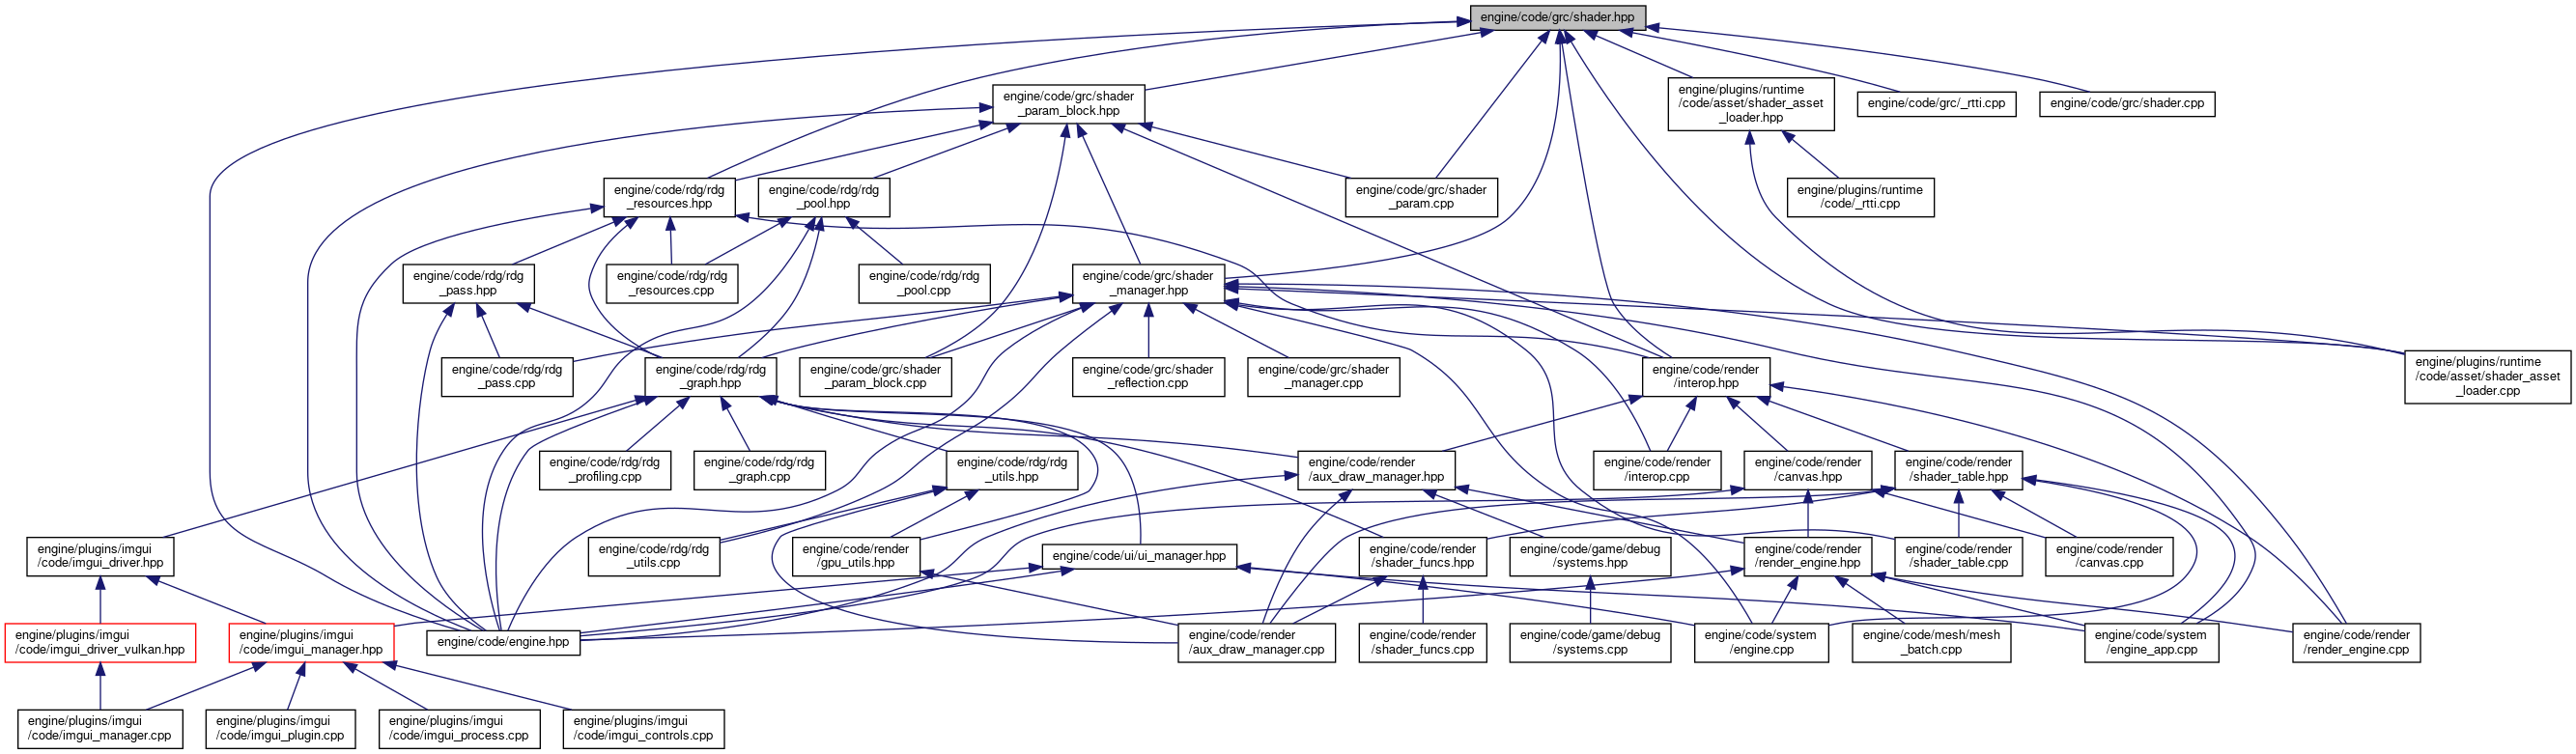 engine/code/grc/shader.hpp
engine/code/grc/shader
_param_block.hpp
engine/plugins/runtime
/code/asset/shader_asset
_loader.hpp
engine/code/grc/_rtti.cpp
engine/code/grc/shader.cpp
engine/code/rdg/rdg
_resources.hpp
engine/code/rdg/rdg
_pool.hpp
engine/code/grc/shader
_param.cpp
engine/plugins/runtime
/code/_rtti.cpp
engine/code/rdg/rdg
_pass.hpp
engine/code/rdg/rdg
_resources.cpp
engine/code/rdg/rdg
_pool.cpp
engine/code/grc/shader
_manager.hpp
engine/code/rdg/rdg
_pass.cpp
engine/code/rdg/rdg
_graph.hpp
engine/code/grc/shader
_param_block.cpp
engine/code/grc/shader
_reflection.cpp
engine/code/grc/shader
_manager.cpp
engine/code/render
/interop.hpp
engine/plugins/runtime
/code/asset/shader_asset
_loader.cpp
engine/code/rdg/rdg
_profiling.cpp
engine/code/rdg/rdg
_graph.cpp
engine/code/rdg/rdg
_utils.hpp
engine/code/render
/aux_draw_manager.hpp
engine/code/render
/interop.cpp
engine/code/render
/canvas.hpp
engine/code/render
/shader_table.hpp
engine/plugins/imgui
/code/imgui_driver.hpp
engine/code/rdg/rdg
_utils.cpp
engine/code/render
/gpu_utils.hpp
engine/code/ui/ui_manager.hpp
engine/code/render
/shader_funcs.hpp
engine/code/game/debug
/systems.hpp
engine/code/render
/render_engine.hpp
engine/code/render
/shader_table.cpp
engine/code/render
/canvas.cpp
engine/plugins/imgui
/code/imgui_driver_vulkan.hpp
engine/plugins/imgui
/code/imgui_manager.hpp
engine/code/engine.hpp
engine/code/render
/aux_draw_manager.cpp
engine/code/render
/shader_funcs.cpp
engine/code/game/debug
/systems.cpp
engine/code/system
/engine.cpp
engine/code/mesh/mesh
_batch.cpp
engine/code/system
/engine_app.cpp
engine/code/render
/render_engine.cpp
engine/plugins/imgui
/code/imgui_manager.cpp
engine/plugins/imgui
/code/imgui_plugin.cpp
engine/plugins/imgui
/code/imgui_process.cpp
engine/plugins/imgui
/code/imgui_controls.cpp